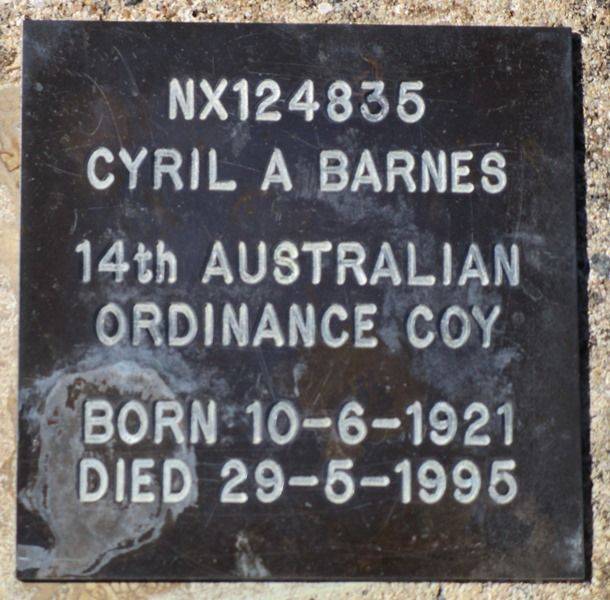 NX124835
CYRIL A BARNES
14th AUSTRALIAN
ORDINANCE COY
BORN 10-6-1921
DIED 29-5-1995